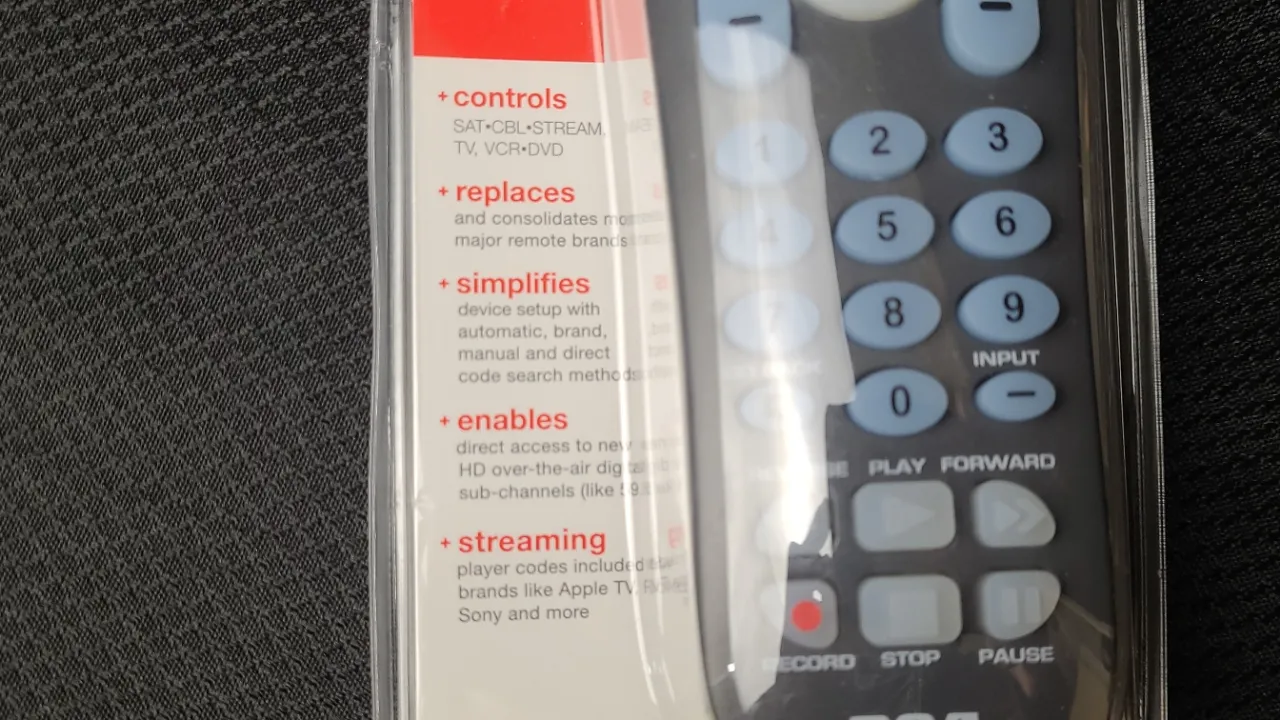 + controls
SAT•CBL•STREAM,
TV, VCR•DVD
+ replaces
and consolidates
major remote brands
+ simplifies
device setup with
automatic, brand,
manual and direct
code search methods
+ enables
direct access to new
HD over-the-air
sub-channels (like
+ streaming
player codes included
brands like Apple TV,
Sony and more
1 2 3
4 5 6
7 8 9
INPUT
0
PLAY FORWARD
RECORD STOP PAUSE